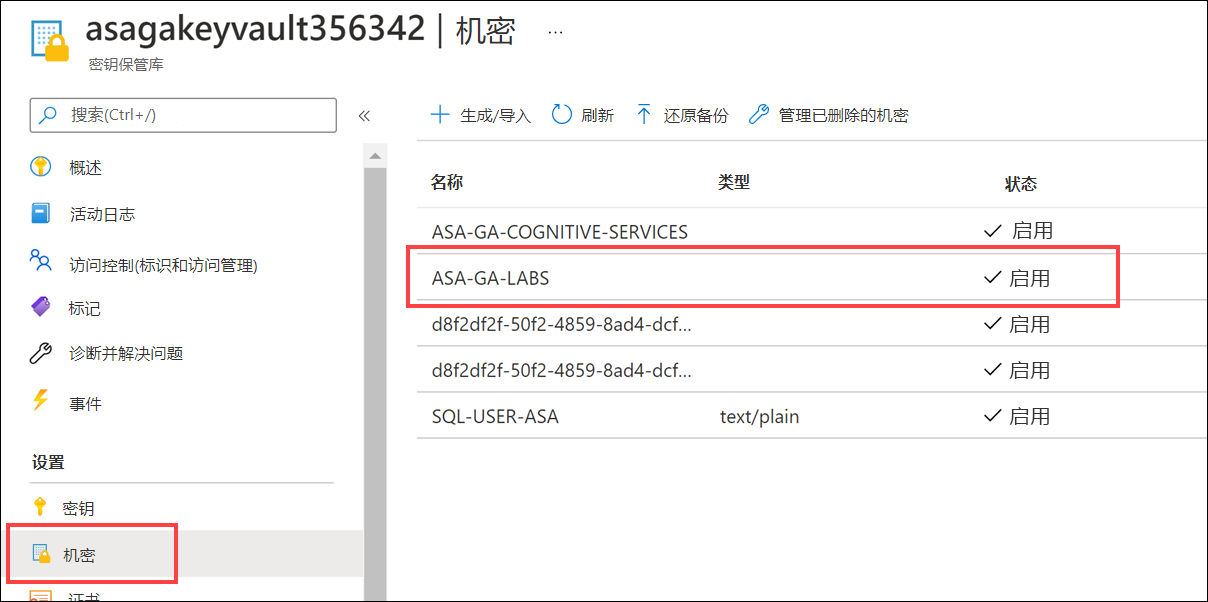 asagakeyvault356342 | 机密 ...
密钥保管库
搜索(Ctrl+/)
概述
活动日志
访问控制(标识和访问管理)
标记
诊断并解决问题
事件
设置
密钥
机密
证书
生成/导入 刷新 还原备份 管理已删除的机密
名称 类型 状态
ASA-GA-COGNITIVE-SERVICES 启用
ASA-GA-LABS 启用
d8f2df2f-50f2-4859-8ad4-dcf... 启用
d8f2df2f-50f2-4859-8ad4-dcf... 启用
SQL-USER-ASA text/plain 启用